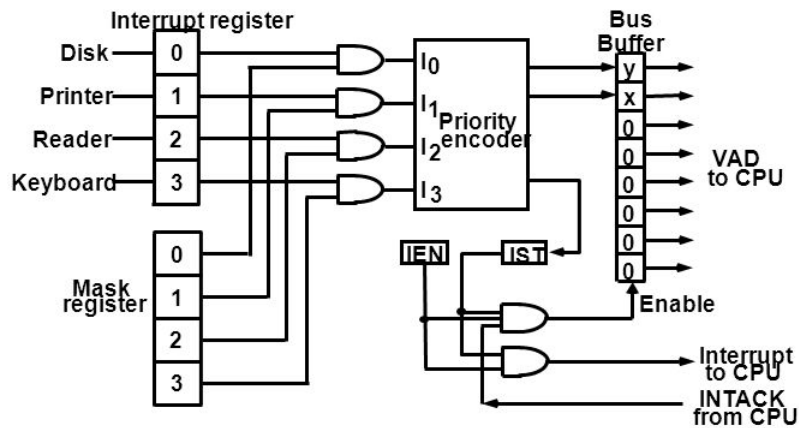 Interrupt register
Disk
0
Printer
1
Reader
2
Keyboard
3
Mask
register
0
1
2
3
I0
I1
I2
I3
Priority
encoder
IEN
IST
Bus
Buffer
y
x
0
0
0
0
0
0
VAD
to CPU
Enable
Interrupt
to CPU
INTACK
from CPU